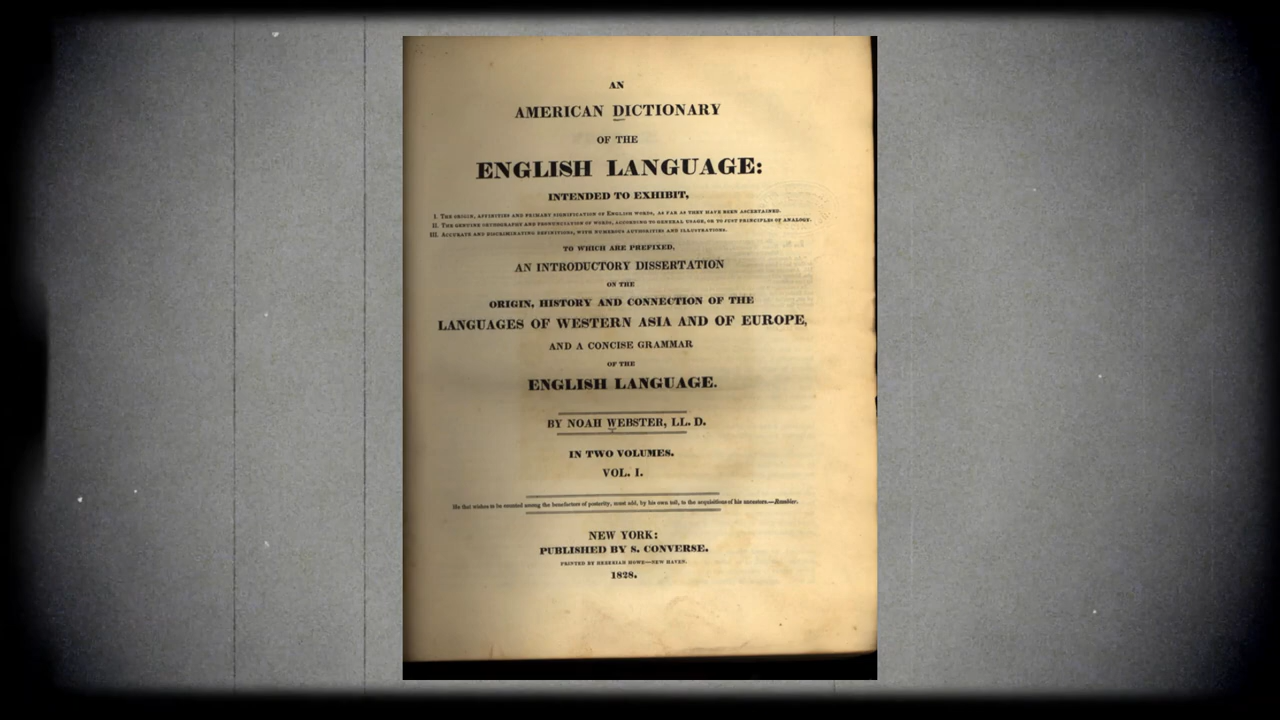 AN
AMERICAN DICTIONARY
OF THE
ENGLISH LANGUAGE:
INTENDED TO EXHIBIT,
I. THE ORIGIN, AFFINITIES AND PRIMARY SIGNIFICATION OF ENGLISH WORDS, AS FAR AS THEY HAVE BEEN ASCERTAINED.
II. THE GENUINE ORTHOGRAPHY AND PRONUNCIATION OF WORDS, ACCORDING TO GENERAL USAGE, OR TO JUST PRINCIPLES OF ANALOGY.
III. ACCURATE AND DISCRIMINATING DEFINITIONS, WITH NUMEROUS AUTHORITIES AND ILLUSTRATIONS.
TO WHICH ARE PREFIXED,
AN INTRODUCTORY DISSERTATION
ON THE
ORIGIN, HISTORY AND CONNECTION OF THE
LANGUAGES OF WESTERN ASIA AND OF EUROPE,
AND A CONCISE GRAMMAR
OF THE
ENGLISH LANGUAGE.
BY NOAH WEBSTER, LL. D.
IN TWO VOLUMES.
VOL. I.
He that wishes to be counted among the benefactors of posterity, must add, by his own toil, to the acquisitions of his ancestors.—Rambler.
NEW YORK:
PUBLISHED BY S. CONVERSE.
PRINTED BY HEZEKIAH HOWE—NEW HAVEN.
1828.